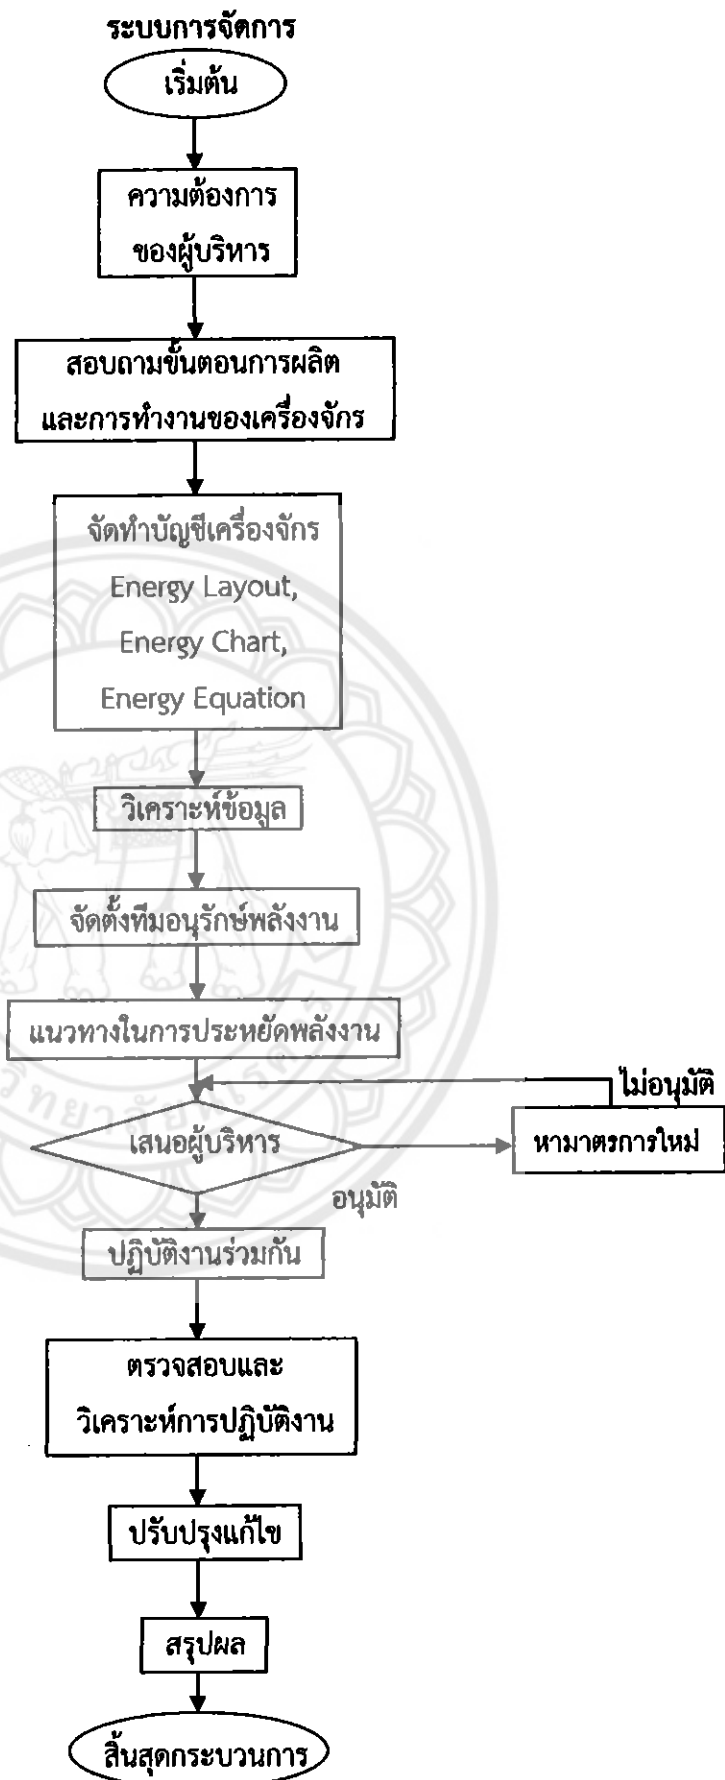 ระบบการจัดการ
เริ่มต้น
ความต้องการ
ของผู้บริหาร
สอบถามขั้นตอนการผลิต
และการทำงานของเครื่องจักร
จัดทำบัญชีเครื่องจักร
Energy Layout,
Energy Chart,
Energy Equation
วิเคราะห์ข้อมูล
จัดตั้งทีมอนุรักษ์พลังงาน
แนวทางในการประหยัดพลังงาน
ไม่อนุมัติ
เสนอผู้บริหาร
หามาตรการใหม่
อนุมัติ
ปฏิบัติงานร่วมกัน
ตรวจสอบและ
วิเคราะห์การปฏิบัติงาน
ปรับปรุงแก้ไข
สรุปผล
สิ้นสุดกระบวนการ